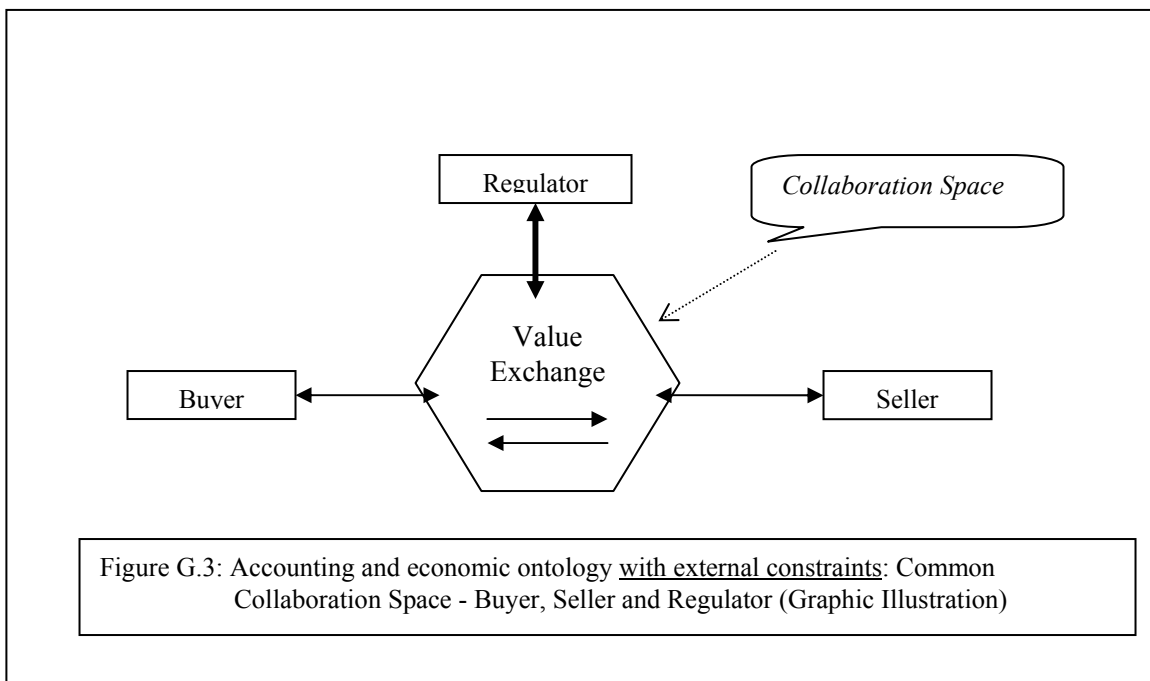 Regulator
Collaboration Space
Value
Exchange
Buyer
Seller
Figure G.3: Accounting and economic ontology with external constraints: Common
Collaboration Space - Buyer, Seller and Regulator (Graphic Illustration)